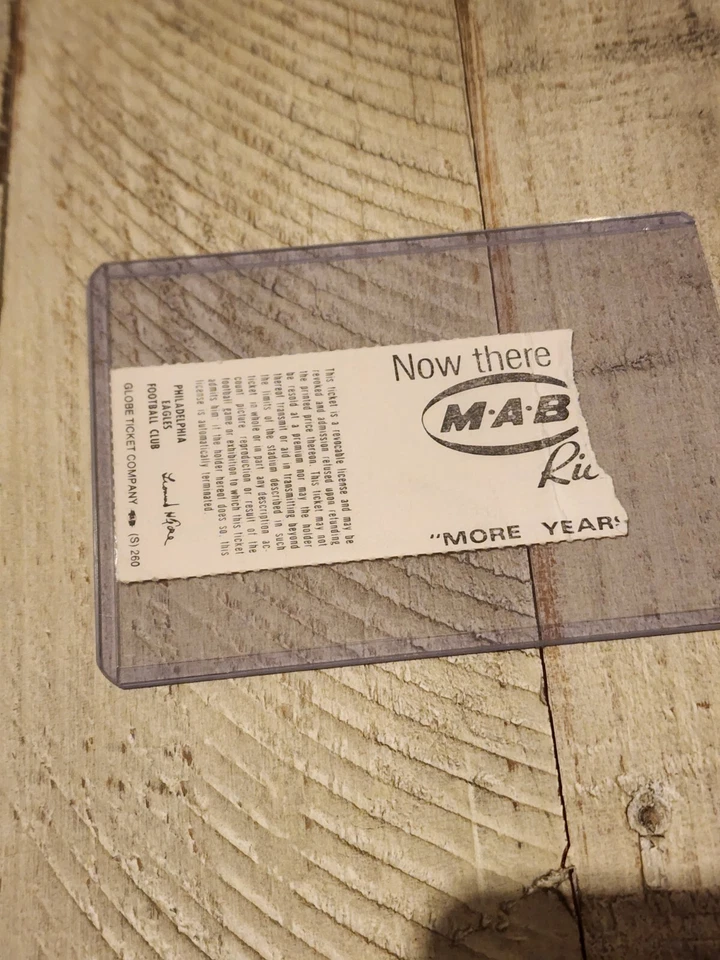 Now there
M·A·B
Ric
"MORE YEAR
This ticket is a revocable license and may be
revoked and admission refused upon refunding
the printed price thereon. This ticket may not
be resold at a premium nor may the holder
thereof transmit or aid in transmitting beyond
the limits of the stadium described in such
ticket in whole or in part any description ac-
count picture reproduction or result of the
football game or exhibition to which this ticket
admits him if the holder hereof does so, this
license is automatically terminated
PHILADELPHIA
EAGLES
FOOTBALL CLUB
GLOBE TICKET COMPANY (S) 260